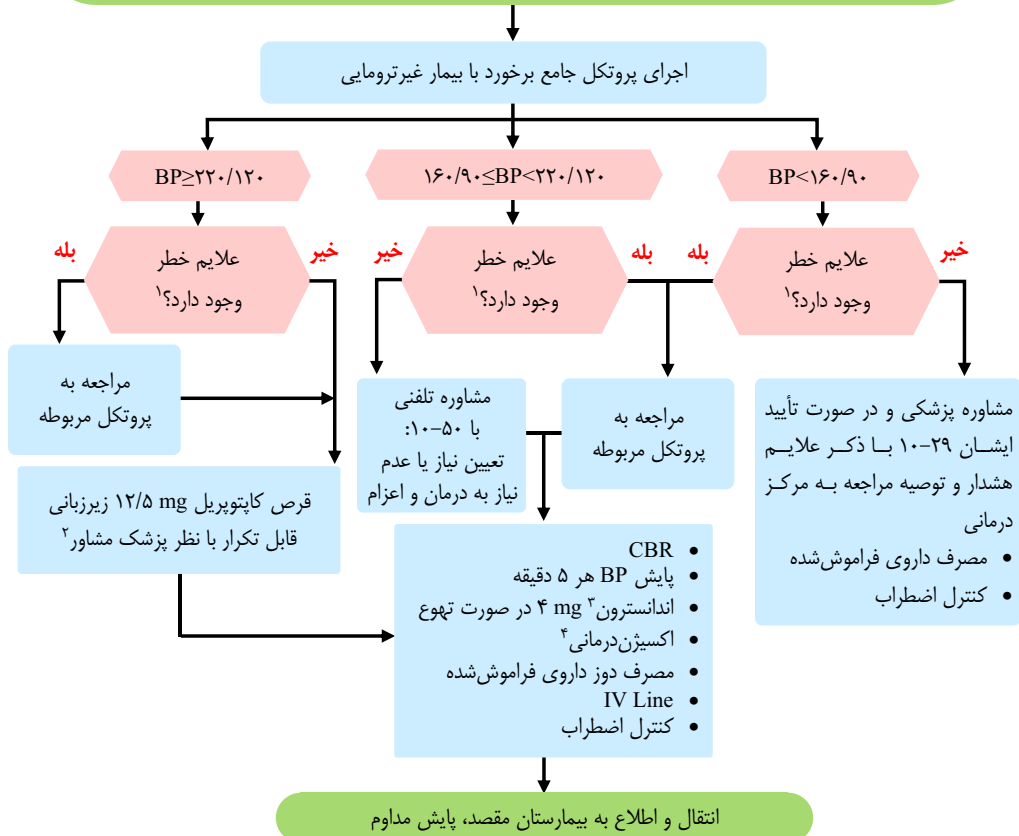 اجرای پروتکل جامع برخورد با بیمار غیرترومایی
BP<۱۶۰/۹۰
۱۶۰/۹۰≤BP<۲۲۰/۱۲۰
BP≥۲۲۰/۱۲۰
خیر
علایم خطر
وجود دارد؟۱
بله
بله
علایم خطر
وجود دارد؟۱
خیر
خیر
علایم خطر
وجود دارد؟۱
بله
مشاوره پزشکی و در صورت تأیید
ایشان ۲۹-۱۰ با ذکر علایم
هشدار و توصیه مراجعه به مرکز
درمانی
• مصرف داروی فراموش‌شده
• کنترل اضطراب
مراجعه به
پروتکل مربوطه
مشاوره تلفنی
با ۵۰-۱۰:
تعیین نیاز یا عدم
نیاز به درمان و اعزام
مراجعه به
پروتکل مربوطه
قرص کاپتوپریل ۱۲/۵ mg زیرزبانی
قابل تکرار با نظر پزشک مشاور۲
• CBR
• پایش BP هر ۵ دقیقه
• اندانسترون۳ ۴ mg در صورت تهوع
• اکسیژن‌درمانی۴
• مصرف دوز داروی فراموش‌شده
• IV Line
• کنترل اضطراب
انتقال و اطلاع به بیمارستان مقصد، پایش مداوم